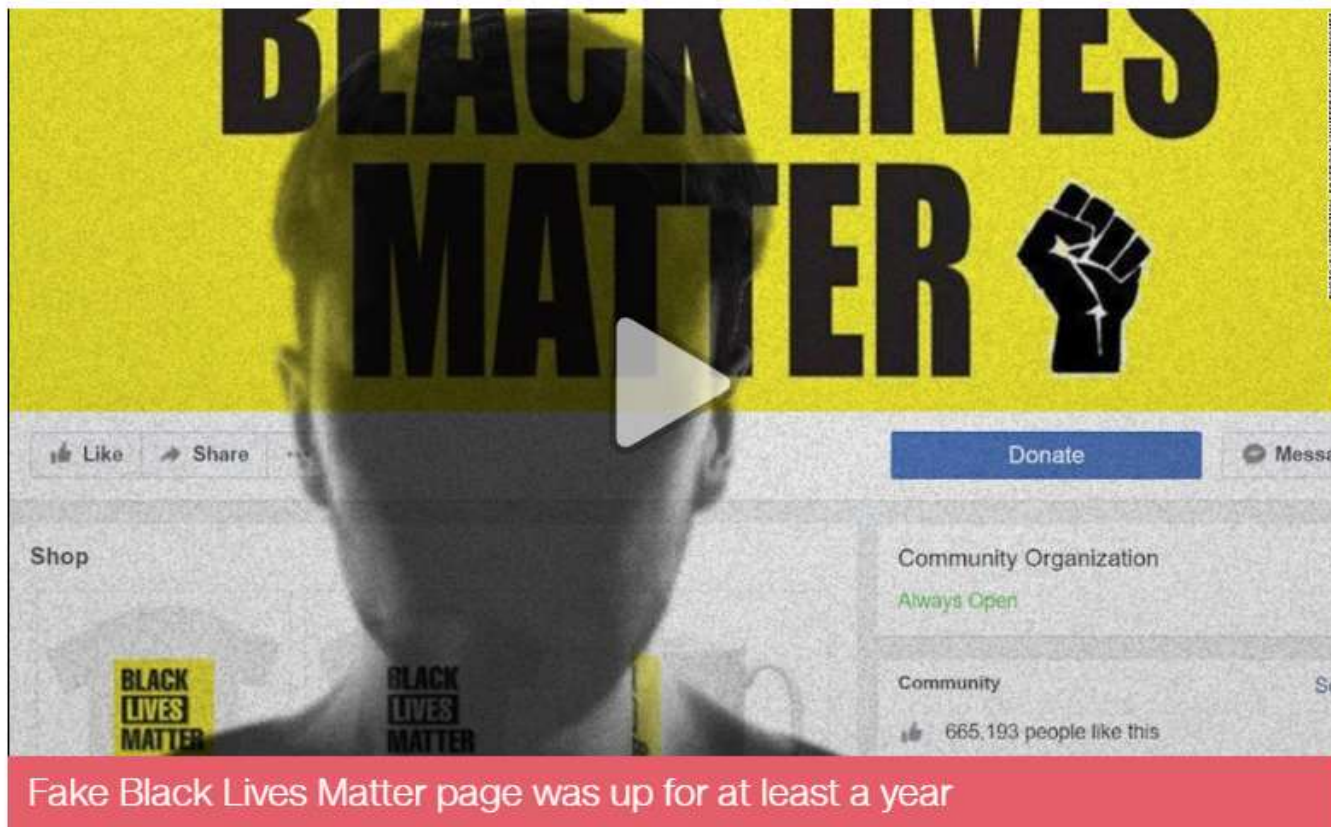 BLACK LIVES
MATTER
Like Share
Donate
Shop
Community Organization
Always Open
Community
665,193 people like this
BLACK
LIVES
MATTER
BLACK
LIVES
MATTER
Fake Black Lives Matter page was up for at least a year